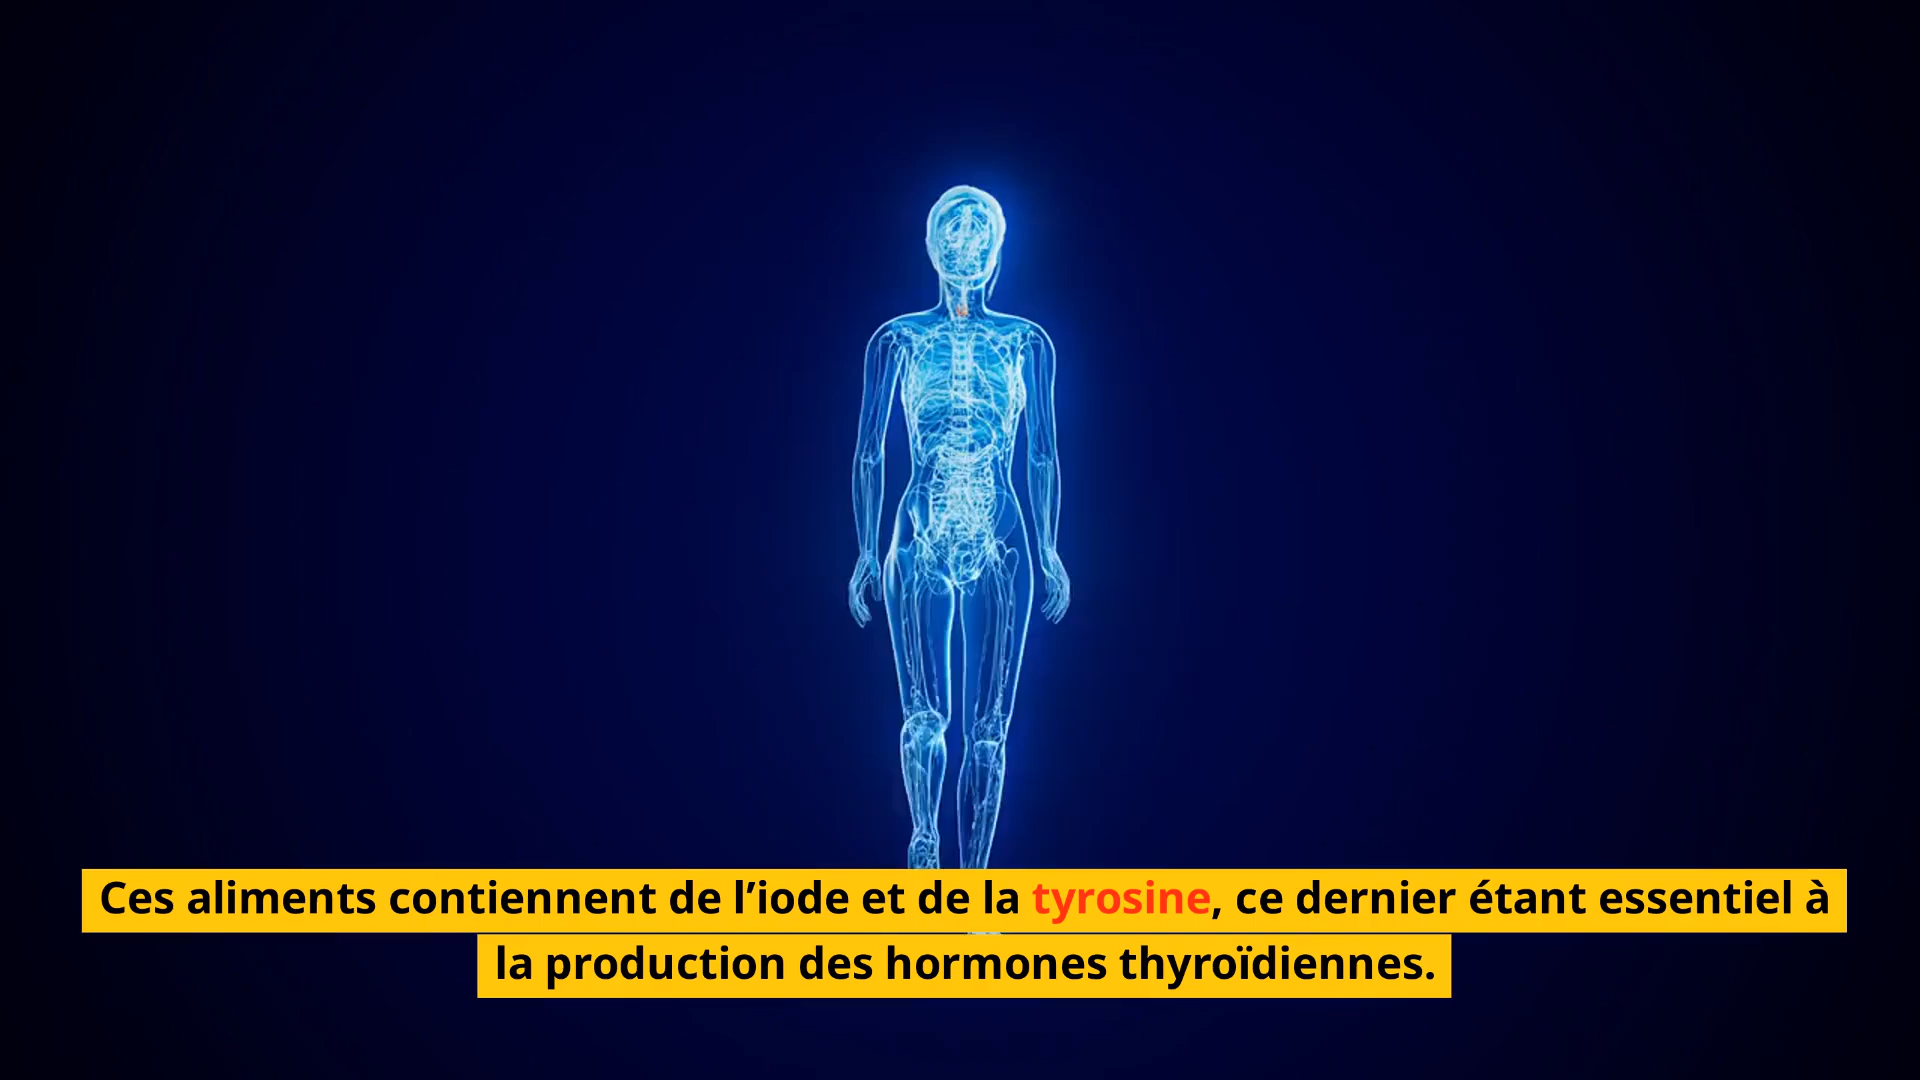 Ces aliments contiennent de l’iode et de la tyrosine, ce dernier étant essentiel à
la production des hormones thyroïdiennes.